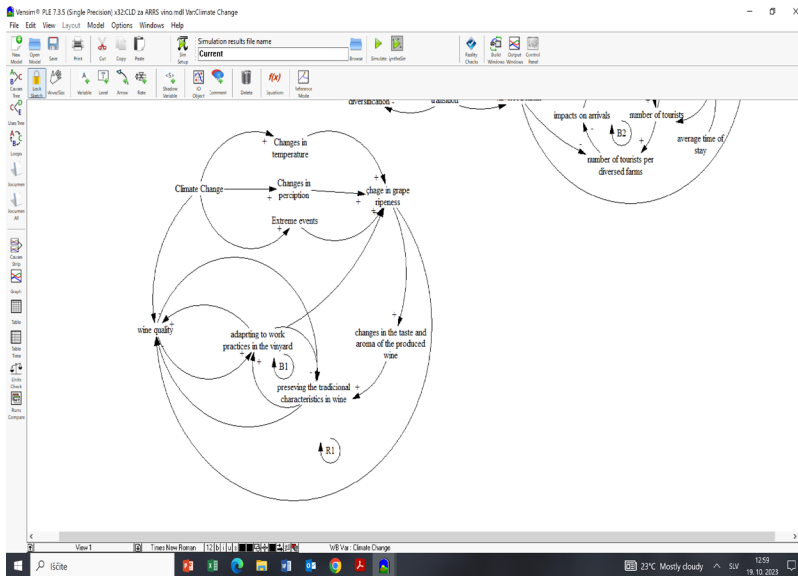 Vensim® PLE 7.3.5 (Single Precision) x32:CLD za ARRS vino.mdl Var:Climate Change
File Edit View Layout Model Options Windows Help
Simulation results file name
Current
New Model
Open Model
Save
Print
Cut
Copy
Paste
Sim Setup
Browse
Simulate
SyntheSim
Reality Checks
Build Windows
Output Windows
Control Panel
Lock Sketch
Move/Size
Variable
Level
Arrow
Rate
Shadow Variable
IO Object
Comment
Delete
Equations
Reference Mode
Causes Tree
Uses Tree
Loops
Document
Document All
Causes Strip
Graph
Table
Table Time
Units Check
Runs Compare
diversification -
transition
impacts on arrivals
number of tourists
B2
average time of
stay
number of tourists per
diversed farms
Changes in
temperature
Climate Change
Changes in
perciption
chage in grape
ripeness
Extreme events
wine quality
adaprting to work
practices in the vinyard
changes in the taste and
aroma of the produced
wine
B1
preseving the tradicional
characteristics in wine
R1
View 1
Times New Roman
12 b i u s
WB Var : Climate Change
Iščite
23°C Mostly cloudy
SLV
12:59
19. 10. 2023